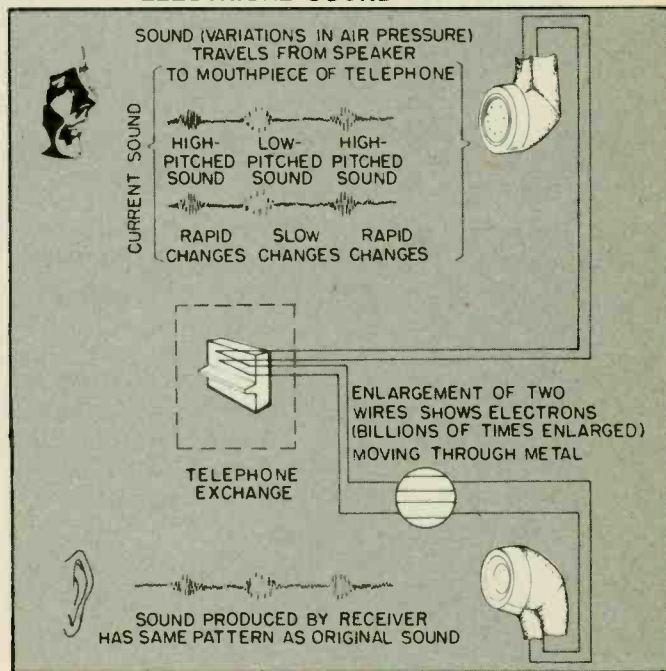 ELECTRICAL SOUND
SOUND (VARIATIONS IN AIR PRESSURE)
TRAVELS FROM SPEAKER
TO MOUTHPIECE OF TELEPHONE
CURRENT SOUND
HIGH- LOW- HIGH-
PITCHED PITCHED PITCHED
SOUND SOUND SOUND
RAPID SLOW RAPID
CHANGES CHANGES CHANGES
ENLARGEMENT OF TWO
WIRES SHOWS ELECTRONS
(BILLIONS OF TIMES ENLARGED)
MOVING THROUGH METAL
TELEPHONE
EXCHANGE
SOUND PRODUCED BY RECEIVER
HAS SAME PATTERN AS ORIGINAL SOUND